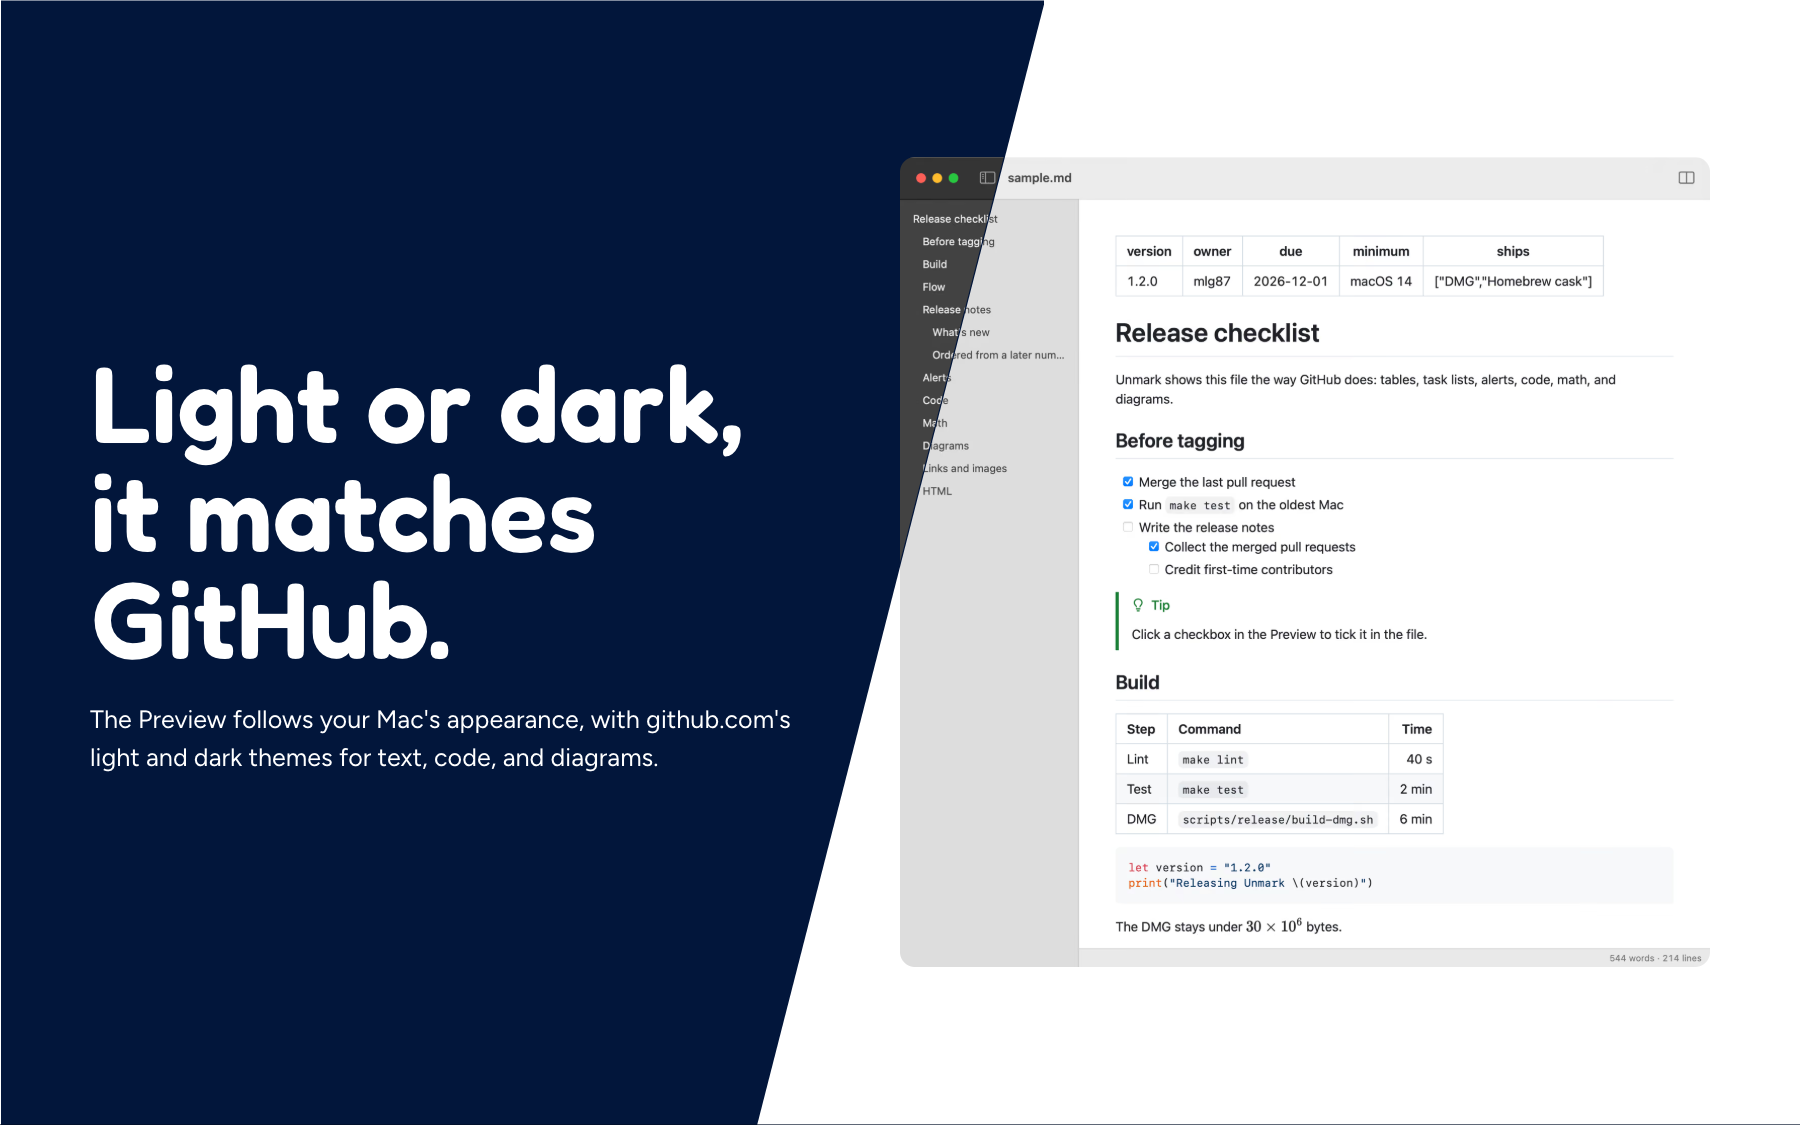 Light or dark,
it matches
GitHub.
The Preview follows your Mac's appearance, with github.com's
light and dark themes for text, code, and diagrams.
sample.md
Release checklist
Before tagging
Build
Flow
Release notes
What's new
Ordered from a later num...
Alerts
Code
Math
Diagrams
Links and images
HTML
version owner due minimum ships
1.2.0 mlg87 2026-12-01 macOS 14 ["DMG","Homebrew cask"]
Release checklist
Unmark shows this file the way GitHub does: tables, task lists, alerts, code, math, and
diagrams.
Before tagging
Merge the last pull request
Run make test on the oldest Mac
Write the release notes
Collect the merged pull requests
Credit first-time contributors
Tip
Click a checkbox in the Preview to tick it in the file.
Build
Step Command Time
Lint make lint 40 s
Test make test 2 min
DMG scripts/release/build-dmg.sh 6 min
let version = "1.2.0"
print("Releasing Unmark \(version)")
The DMG stays under 30 × 10⁶ bytes.
544 words · 214 lines